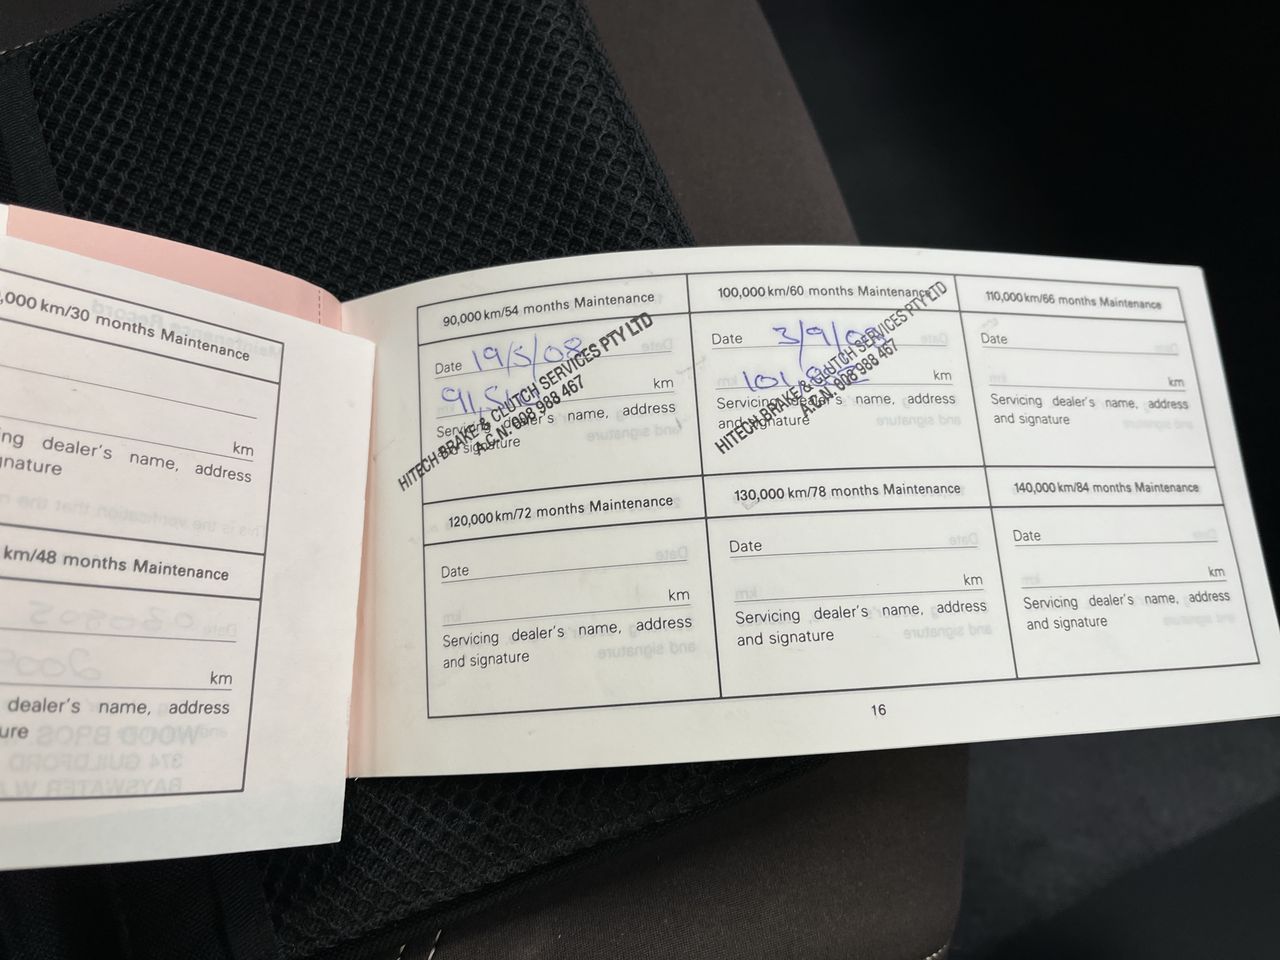 ,000 km/30 months Maintenance
km
ing dealer's name, address
gnature
km/48 months Maintenance
km
dealer's name, address
ure
90,000 km/54 months Maintenance
Date 19/5/08
km
Servicing dealer's name, address
and signature
HITECH BRAKE & CLUTCH SERVICES PTY LTD
A.C.N. 008 988 467
100,000 km/60 months Maintenance
Date 3/9/08
101
km
Servicing dealer's name, address
and signature
HITECH BRAKE & CLUTCH SERVICES PTY LTD
A.C.N. 008 988 467
110,000 km/66 months Maintenance
Date
km
Servicing dealer's name, address
and signature
120,000 km/72 months Maintenance
Date
km
Servicing dealer's name, address
and signature
130,000 km/78 months Maintenance
Date
km
Servicing dealer's name, address
and signature
140,000 km/84 months Maintenance
Date
km
Servicing dealer's name, address
and signature
16